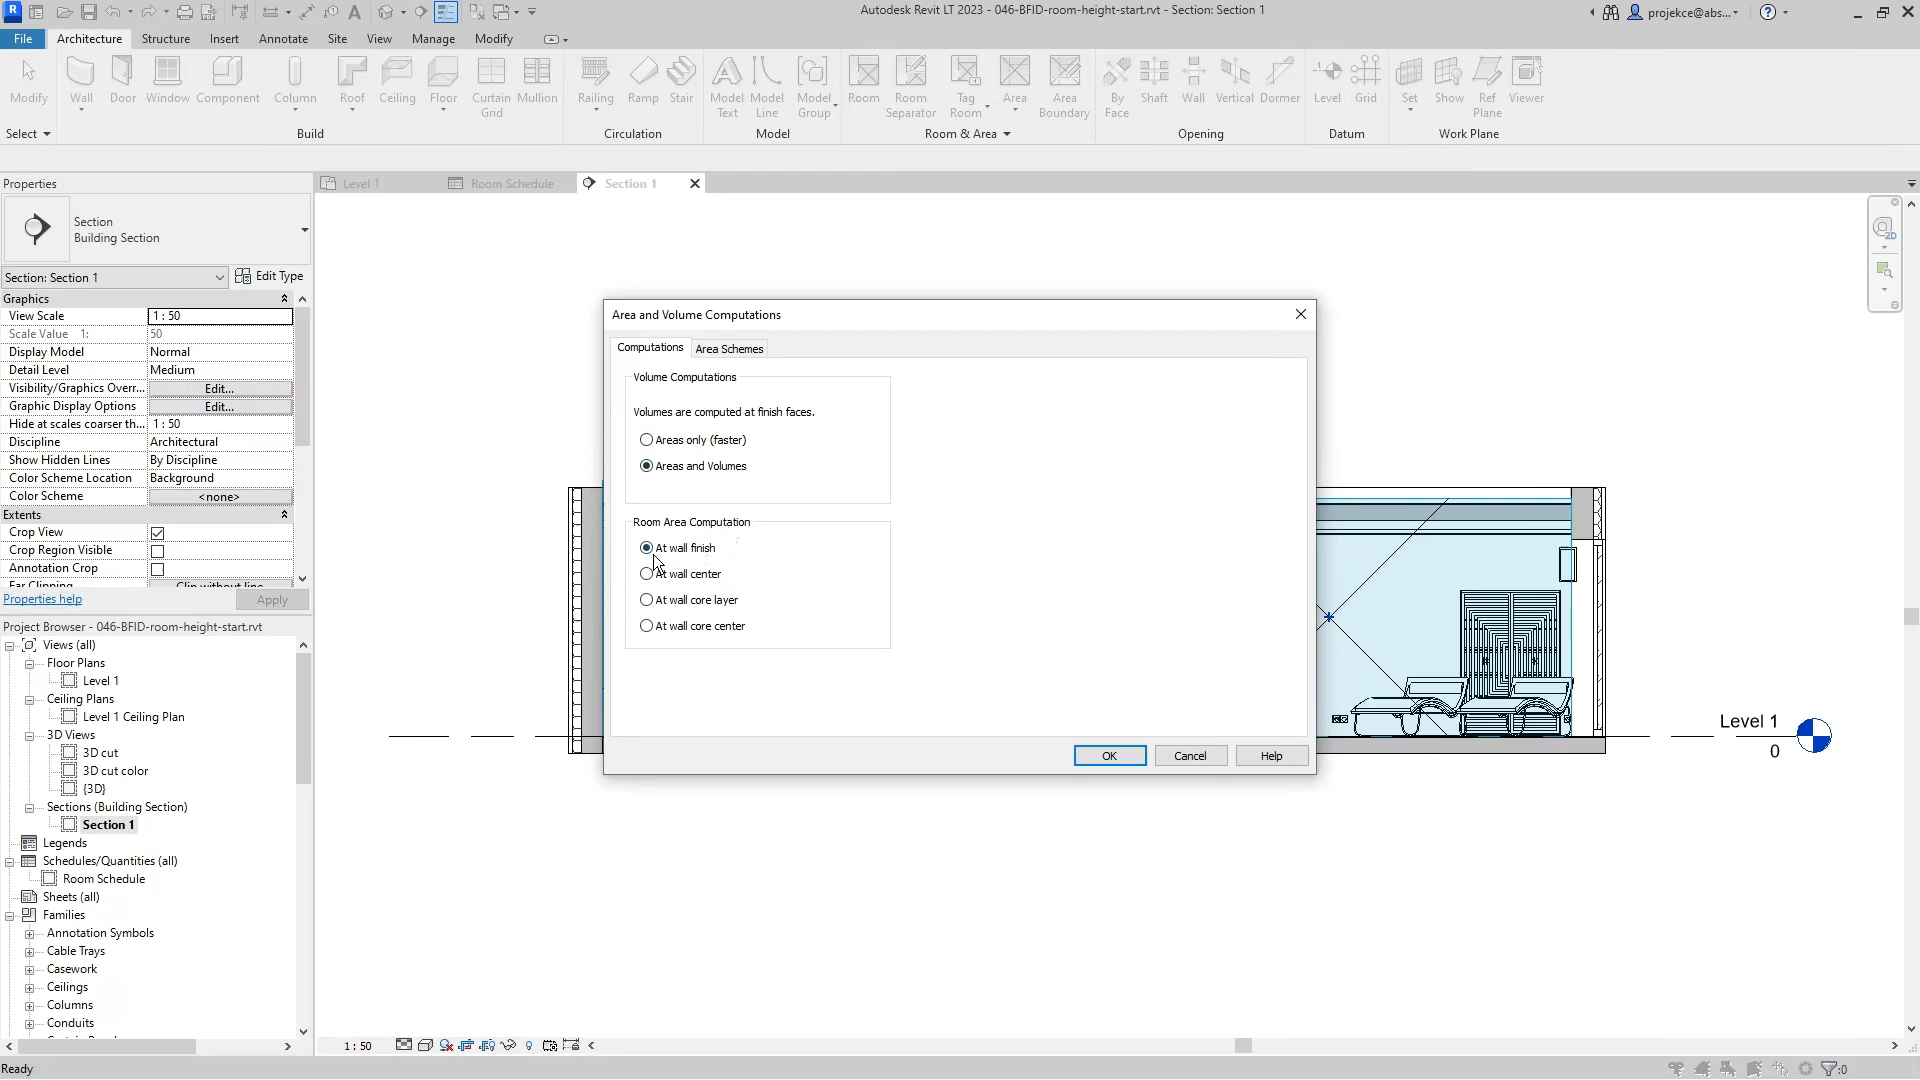 Autodesk Revit LT 2023 - 046-BFID-room-height-start.rvt - Section: Section 1
projekce@abs...
File Architecture Structure Insert Annotate Site View Manage Modify
Modify
Wall
Door
Window
Component
Column
Roof
Ceiling
Floor
Curtain Grid
Mullion
Railing
Ramp
Stair
Model Text
Model Line
Model Group
Room
Room Separator
Tag Room
Area
Area Boundary
By Face
Shaft
Wall
Vertical
Dormer
Level
Grid
Set
Show
Ref Plane
Viewer
Select
Build
Circulation
Model
Room & Area
Opening
Datum
Work Plane
Properties
Level 1
Room Schedule
Section 1
Section
Building Section
Section: Section 1
Edit Type
Graphics
View Scale 1 : 50
Scale Value 1: 50
Display Model Normal
Detail Level Medium
Visibility/Graphics Overr... Edit...
Graphic Display Options Edit...
Hide at scales coarser th... 1 : 50
Discipline Architectural
Show Hidden Lines By Discipline
Color Scheme Location Background
Color Scheme <none>
Extents
Crop View
Crop Region Visible
Annotation Crop
Far Clipping Clip without line
Properties help
Apply
Project Browser - 046-BFID-room-height-start.rvt
Views (all)
Floor Plans
Level 1
Ceiling Plans
Level 1 Ceiling Plan
3D Views
3D cut
3D cut color
{3D}
Sections (Building Section)
Section 1
Legends
Schedules/Quantities (all)
Room Schedule
Sheets (all)
Families
Annotation Symbols
Cable Trays
Casework
Ceilings
Columns
Conduits
Area and Volume Computations
Computations
Area Schemes
Volume Computations
Volumes are computed at finish faces.
Areas only (faster)
Areas and Volumes
Room Area Computation
At wall finish
At wall center
At wall core layer
At wall core center
OK
Cancel
Help
Level 1
0
2D
1 : 50
Ready
:0